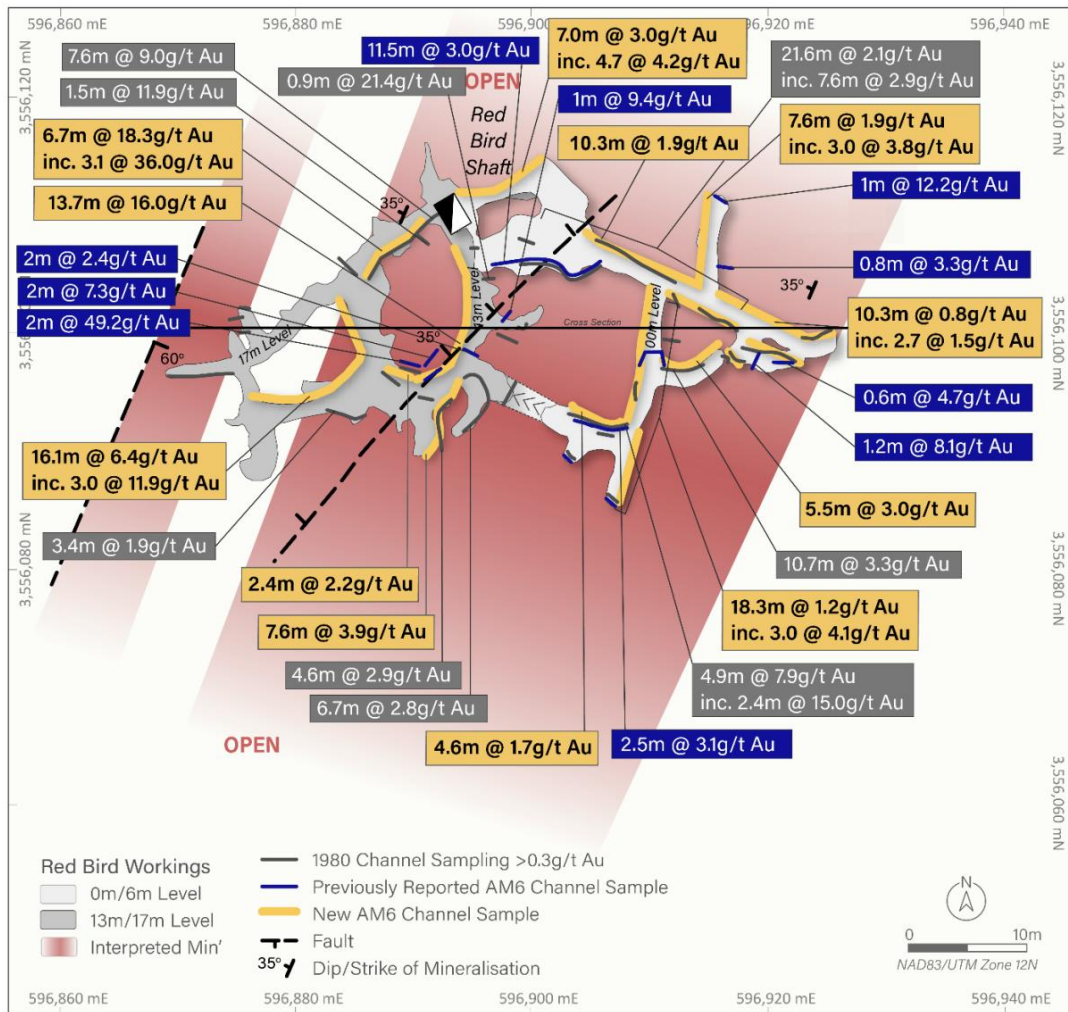 596,860 mE
596,880 mE
596,900 mE
596,920 mE
596,940 mE
3,556,120 mN
3,556,120 mN
7.6m @ 9.0g/t Au
1.5m @ 11.9g/t Au
6.7m @ 18.3g/t Au
inc. 3.1 @ 36.0g/t Au
13.7m @ 16.0g/t Au
2m @ 2.4g/t Au
2m @ 7.3g/t Au
2m @ 49.2g/t Au
11.5m @ 3.0g/t Au
OPEN
0.9m @ 21.4g/t Au
7.0m @ 3.0g/t Au
inc. 4.7 @ 4.2g/t Au
1m @ 9.4g/t Au
10.3m @ 1.9g/t Au
21.6m @ 2.1g/t Au
inc. 7.6m @ 2.9g/t Au
7.6m @ 1.9g/t Au
inc. 3.0 @ 3.8g/t Au
1m @ 12.2g/t Au
0.8m @ 3.3g/t Au
Red
Bird
Shaft
35°
35°
35°
60°
17m Level
Cross Section
3,556,100 mN
10.3m @ 0.8g/t Au
inc. 2.7 @ 1.5g/t Au
0.6m @ 4.7g/t Au
1.2m @ 8.1g/t Au
5.5m @ 3.0g/t Au
10.7m @ 3.3g/t Au
18.3m @ 1.2g/t Au
inc. 3.0 @ 4.1g/t Au
4.9m @ 7.9g/t Au
inc. 2.4m @ 15.0g/t Au
2.5m @ 3.1g/t Au
4.6m @ 1.7g/t Au
16.1m @ 6.4g/t Au
inc. 3.0 @ 11.9g/t Au
3.4m @ 1.9g/t Au
2.4m @ 2.2g/t Au
7.6m @ 3.9g/t Au
4.6m @ 2.9g/t Au
6.7m @ 2.8g/t Au
OPEN
3,556,080 mN
3,556,080 mN
3,556,060 mN
Red Bird Workings
0m/6m Level
13m/17m Level
Interpreted Min'
1980 Channel Sampling >0.3g/t Au
Previously Reported AM6 Channel Sample
New AM6 Channel Sample
Fault
35° Dip/Strike of Mineralisation
N
0 10m
NAD83/UTM Zone 12N
596,860 mE
596,880 mE
596,900 mE
596,920 mE
596,940 mE